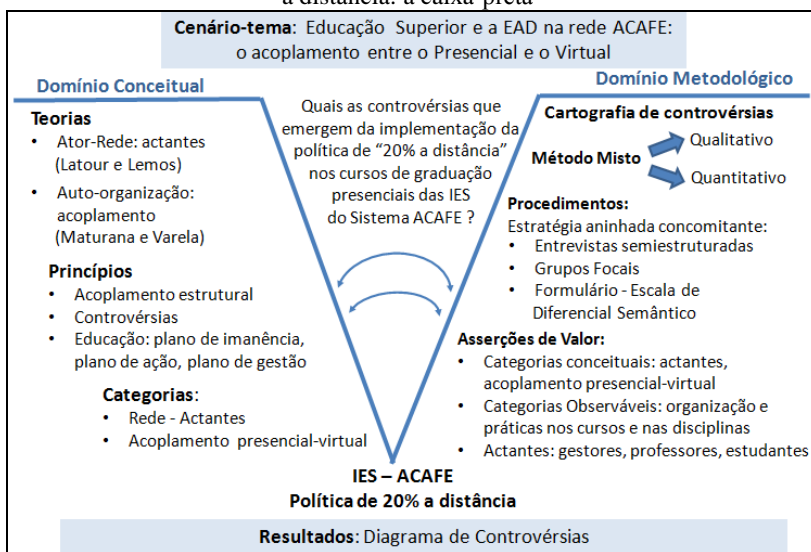 a distância: a caixa-preta
Cenário-tema: Educação Superior e a EAD na rede ACAFE:
o acoplamento entre o Presencial e o Virtual
Domínio Conceitual
Teorias
• Ator-Rede: actantes
(Latour e Lemos)
• Auto-organização:
acoplamento
(Maturana e Varela)
Princípios
• Acoplamento estrutural
• Controvérsias
• Educação: plano de imanência,
plano de ação, plano de gestão
Categorias:
• Rede - Actantes
• Acoplamento presencial-virtual
Quais as controvérsias que
emergem da implementação da
política de “20% a distância”
nos cursos de graduação
presenciais das IES
do Sistema ACAFE ?
Domínio Metodológico
Cartografia de controvérsias
Método Misto
Qualitativo
Quantitativo
Procedimentos:
Estratégia aninhada concomitante:
• Entrevistas semiestruturadas
• Grupos Focais
• Formulário - Escala de
Diferencial Semântico
Asserções de Valor:
• Categorias conceituais: actantes,
acoplamento presencial-virtual
• Categorias Observáveis: organização e
práticas nos cursos e nas disciplinas
• Actantes: gestores, professores, estudantes
IES – ACAFE
Política de 20% a distância
Resultados: Diagrama de Controvérsias